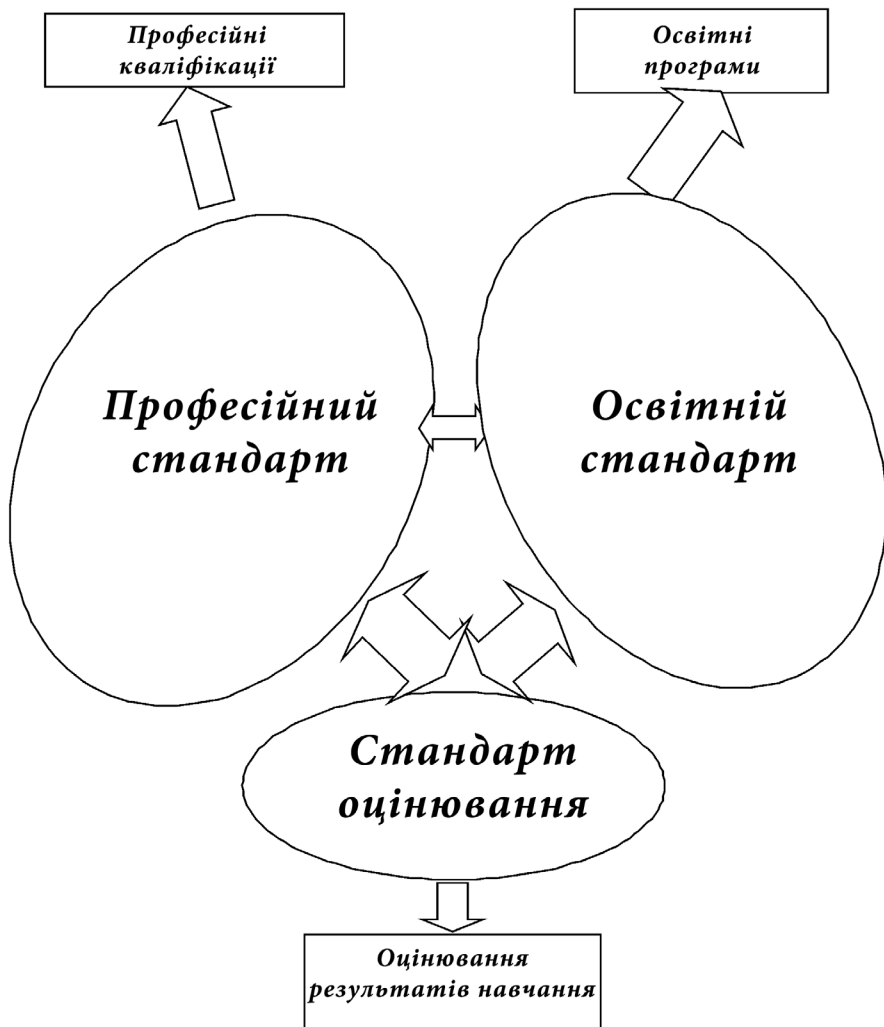 Професійні
кваліфікації
Освітні
програми
Професійний
стандарт
Освітній
стандарт
Стандарт
оцінювання
Оцінювання
результатів навчання